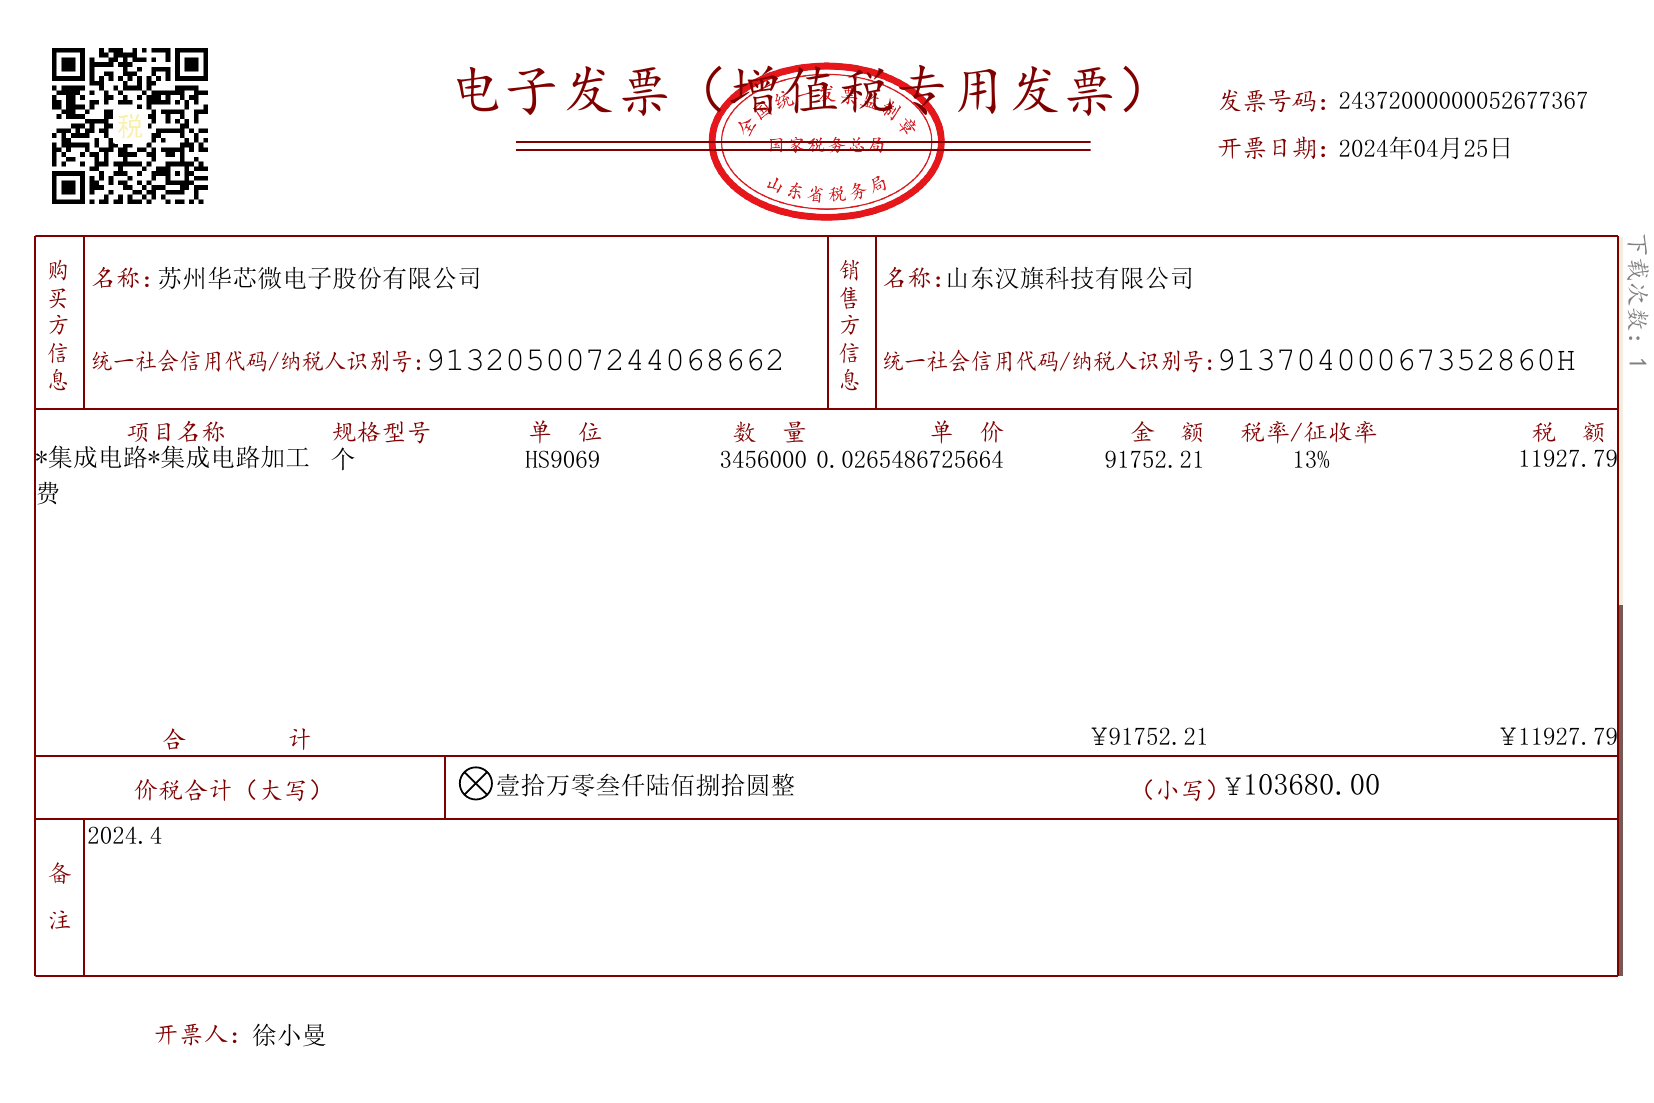 税
电子发票（增值税专用发票）
全国统一发票监制章
国家税务总局
山东省税务局
发票号码：24372000000052677367
开票日期：2024年04月25日
下载次数：1
购买方信息
名称：苏州华芯微电子股份有限公司
统一社会信用代码/纳税人识别号：913205007244068662
销售方信息
名称：山东汉旗科技有限公司
统一社会信用代码/纳税人识别号：91370400067352860H
项目名称 规格型号 单 位 数 量 单 价 金 额 税率/征收率 税 额
*集成电路*集成电路加工 个 HS9069 3456000 0.0265486725664 91752.21 13% 11927.79
费
合 计 ¥91752.21 ¥11927.79
价税合计（大写） 壹拾万零叁仟陆佰捌拾圆整 （小写）¥103680.00
备注
2024.4
开票人：徐小曼